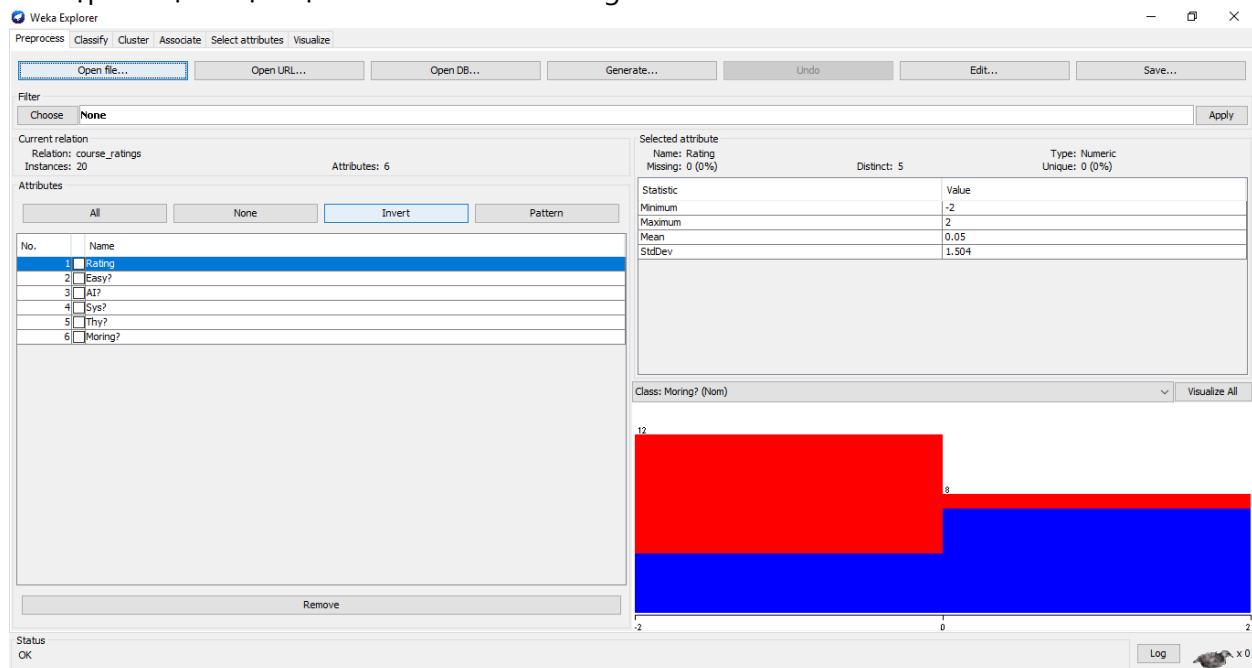 Weka Explorer
Preprocess Classify Cluster Associate Select attributes Visualize
Open file... Open URL... Open DB... Generate... Undo Edit... Save...
Filter
Choose None Apply
Current relation
Relation: course_ratings
Instances: 20 Attributes: 6
Attributes
All None Invert Pattern
No. Name
1 Rating
2 Easy?
3 AI?
4 Sys?
5 Thy?
6 Moring?
Remove
Selected attribute
Name: Rating Type: Numeric
Missing: 0 (0%) Distinct: 5 Unique: 0 (0%)
Statistic Value
Minimum -2
Maximum 2
Mean 0.05
StdDev 1.504
Class: Moring? (Nom) Visualize All
12
8
-2 0 2
Status
OK Log x 0